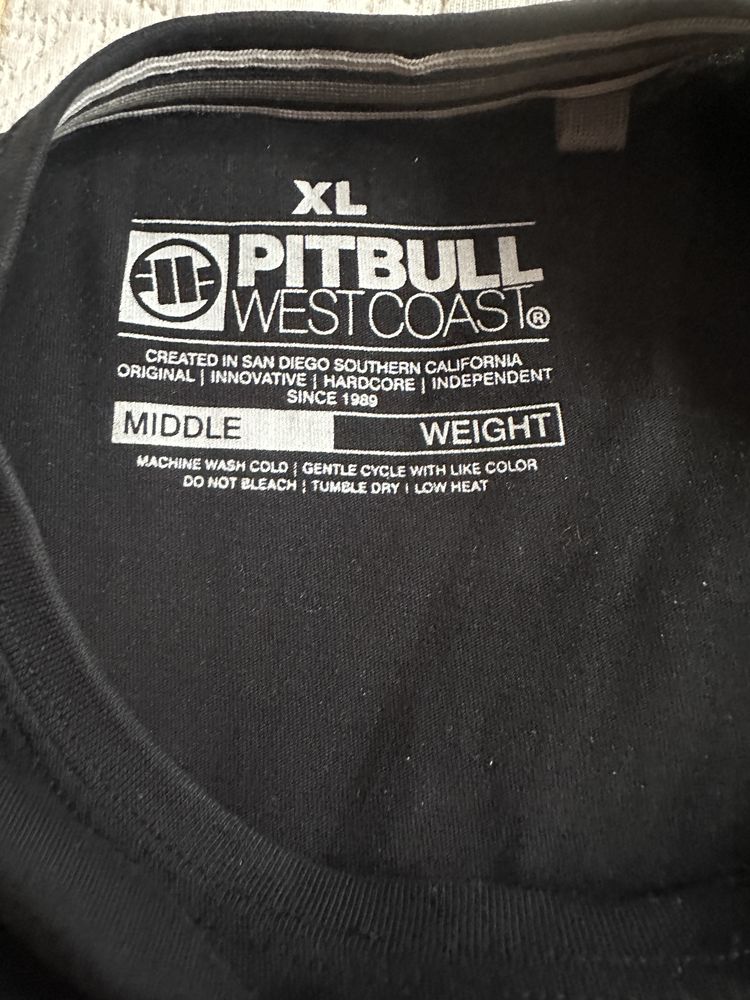 XL
PITBULL
WEST COAST®
CREATED IN SAN DIEGO SOUTHERN CALIFORNIA
ORIGINAL | INNOVATIVE | HARDCORE | INDEPENDENT
SINCE 1989
MIDDLE WEIGHT
MACHINE WASH COLD | GENTLE CYCLE WITH LIKE COLOR
DO NOT BLEACH | TUMBLE DRY | LOW HEAT